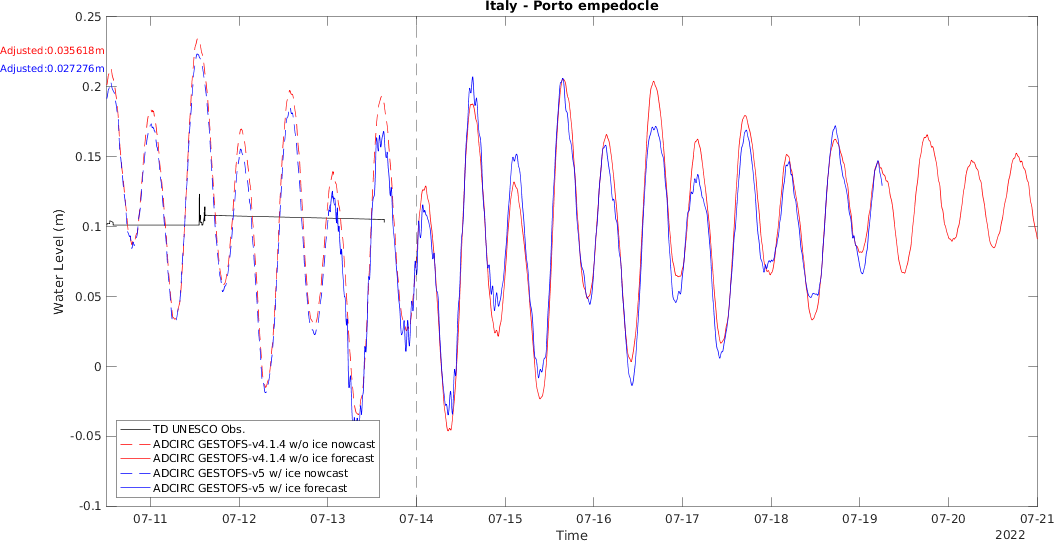 Italy - Porto empedocle
Adjusted:0.035618m
Adjusted:0.027276m
Water Level (m)
0.25
0.2
0.15
0.1
0.05
0
-0.05
-0.1
TD UNESCO Obs.
ADCIRC GESTOFS-v4.1.4 w/o ice nowcast
ADCIRC GESTOFS-v4.1.4 w/o ice forecast
ADCIRC GESTOFS-v5 w/ ice nowcast
ADCIRC GESTOFS-v5 w/ ice forecast
07-11 07-12 07-13 07-14 07-15 07-16 07-17 07-18 07-19 07-20 07-21
Time
2022